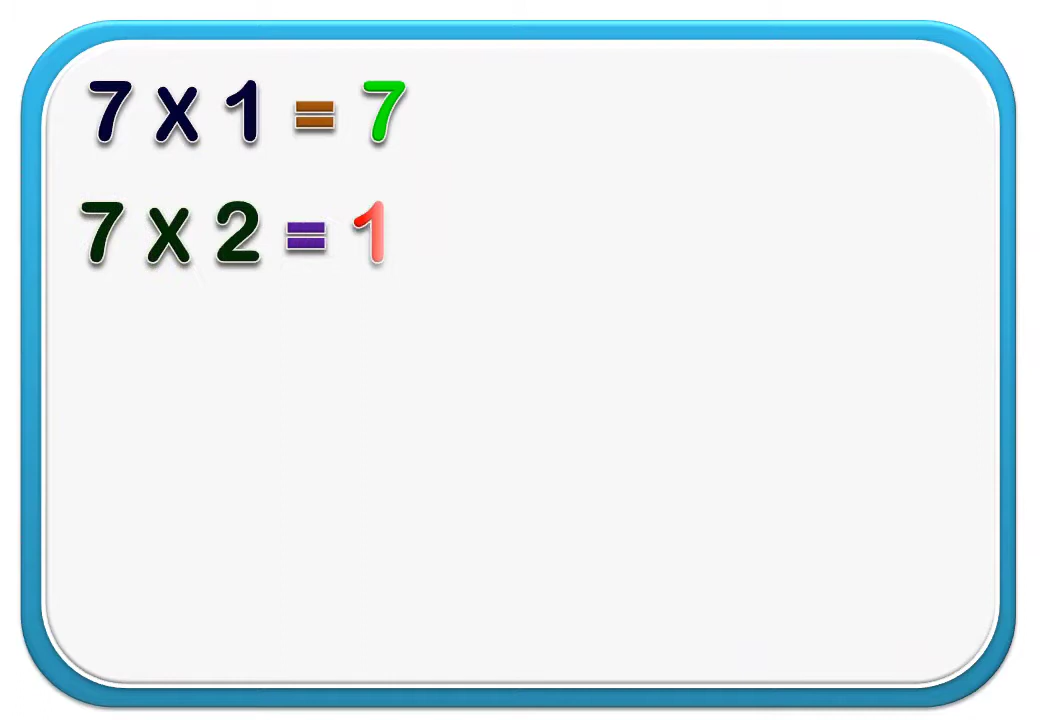 7 x 1 = 7
7 x 2 = 1